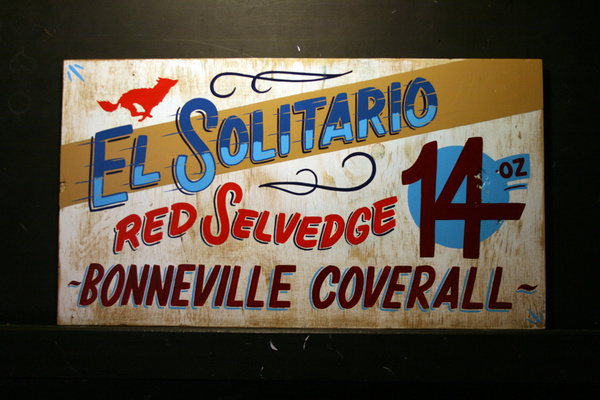 EL SOLITARIO
RED SELVEDGE
14 OZ
~BONNEVILLE COVERALL~